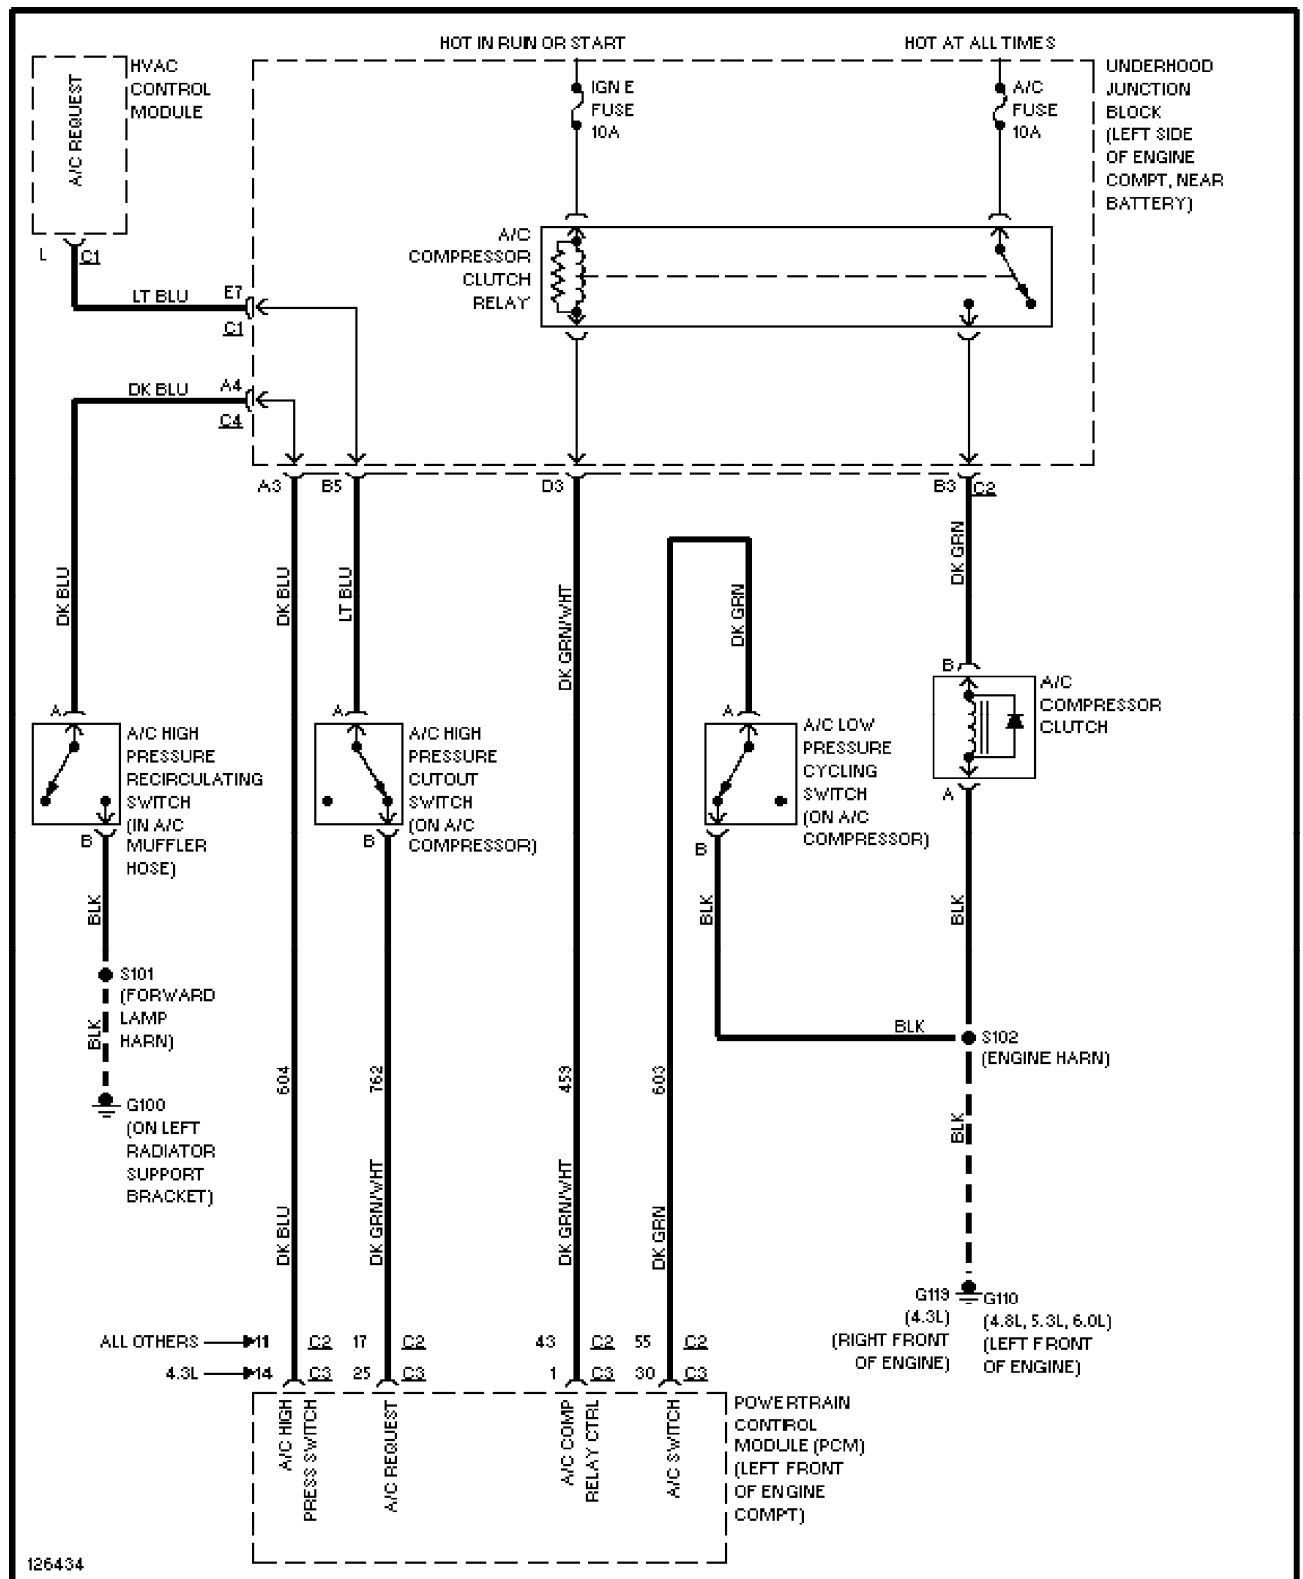 HOT IN RUN OR START
HOT AT ALL TIMES
A/C REQUEST
HVAC
CONTROL
MODULE
IGN E
FUSE
10A
A/C
FUSE
10A
UNDERHOOD
JUNCTION
BLOCK
(LEFT SIDE
OF ENGINE
COMPT, NEAR
BATTERY)
L
C1
A/C
COMPRESSOR
CLUTCH
RELAY
LT BLU
E7
C1
DK BLU
A4
C4
A3
B5
D3
B3
C2
DK BLU
DK BLU
LT BLU
DK GRN/WHT
DK GRN
DK GRN
A
A/C HIGH
PRESSURE
RECIRCULATING
SWITCH
(IN A/C
MUFFLER
HOSE)
B
A
A/C HIGH
PRESSURE
CUTOUT
SWITCH
(ON A/C
COMPRESSOR)
B
A
A/C LOW
PRESSURE
CYCLING
SWITCH
(ON A/C
COMPRESSOR)
B
B
A/C
COMPRESSOR
CLUTCH
A
BLK
BLK
BLK
S101
(FORWARD
LAMP
HARN)
BLK
BLK
S102
(ENGINE HARN)
G100
(ON LEFT
RADIATOR
SUPPORT
BRACKET)
604
762
459
603
BLK
DK BLU
DK GRN/WHT
DK GRN/WHT
DK GRN
G119
(4.3L)
(RIGHT FRONT
OF ENGINE)
G110
(4.8L, 5.3L, 6.0L)
(LEFT FRONT
OF ENGINE)
ALL OTHERS 11 C2 17 C2 43 C2 55 C2
4.3L 14 C3 25 C3 1 C3 30 C3
A/C HIGH
PRESS SWITCH
A/C REQUEST
A/C COMP
RELAY CTRL
A/C SWITCH
POWERTRAIN
CONTROL
MODULE (PCM)
(LEFT FRONT
OF ENGINE
COMPT)
126434